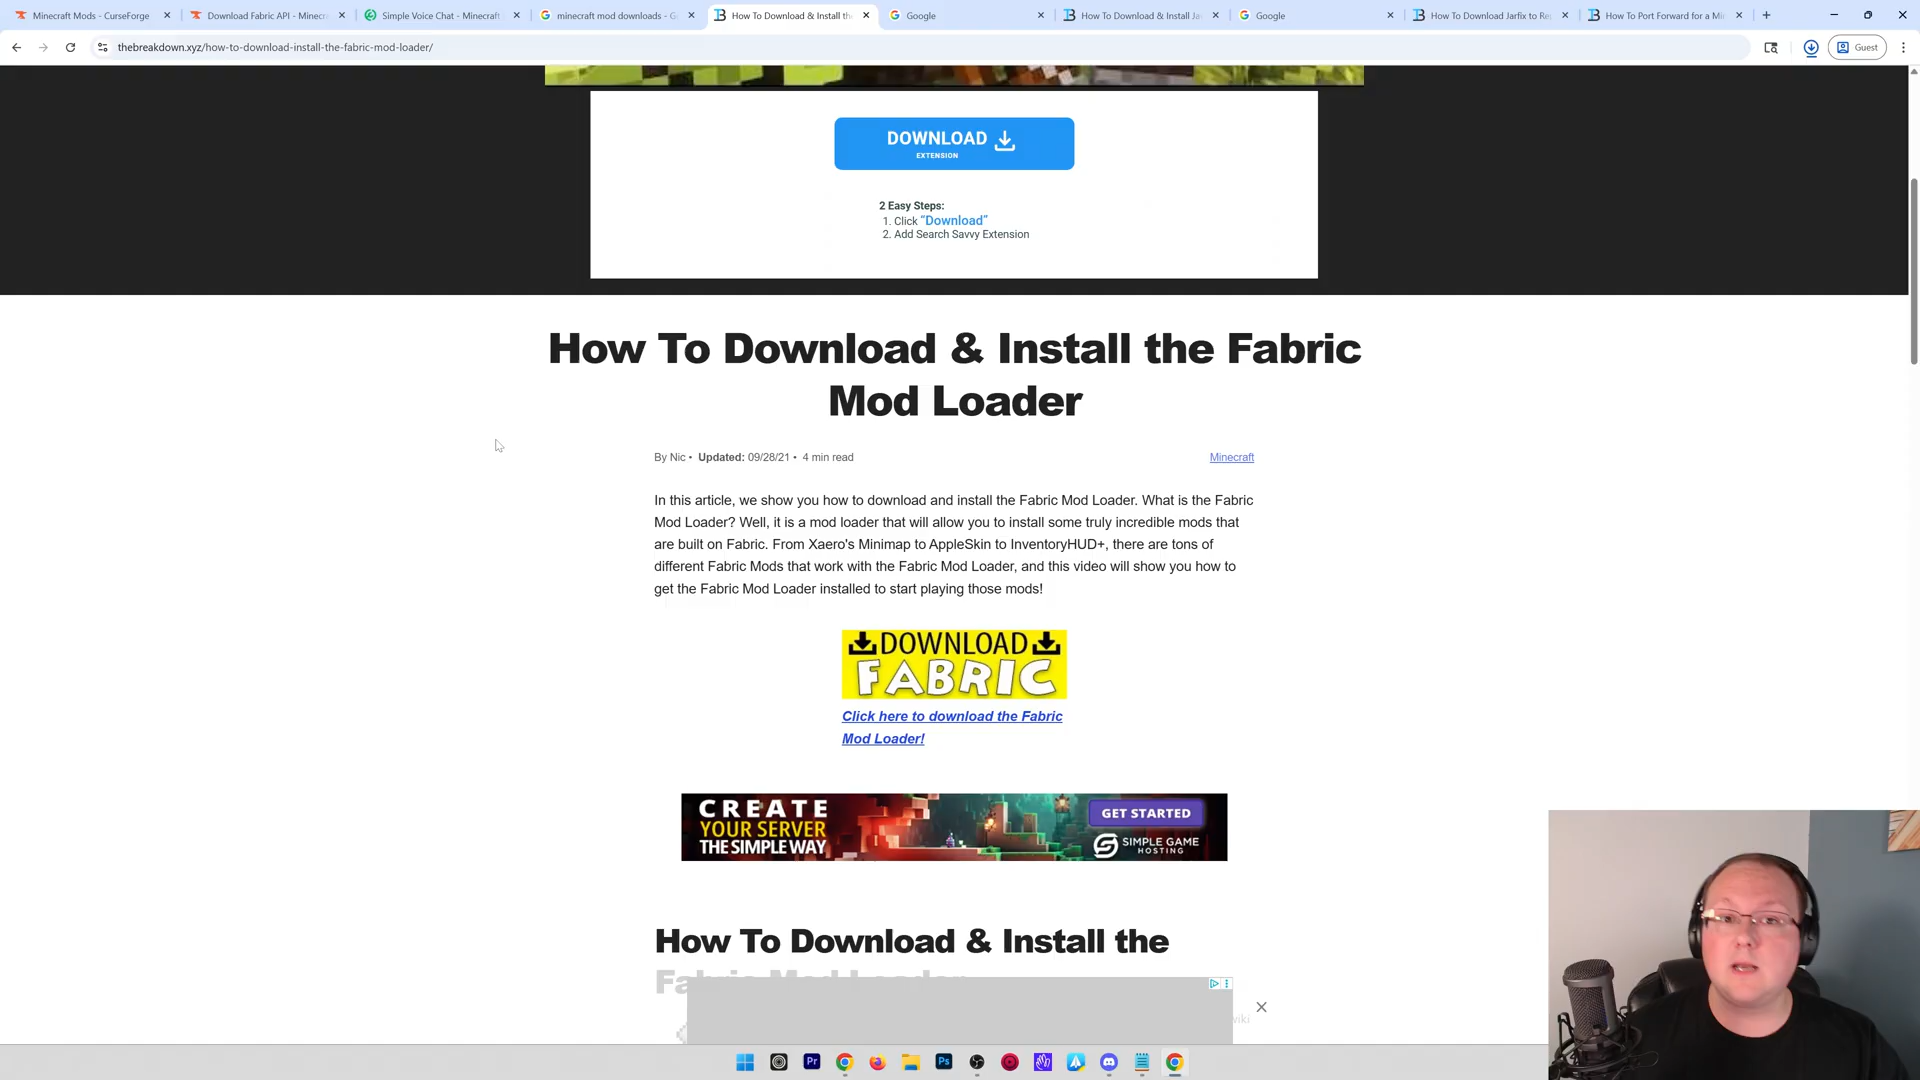 Minecraft Mods - CurseForge
Download Fabric API - Minecr
Simple Voice Chat - Minecraft
minecraft mod downloads - G
How To Download & Install the
Google
How To Download & Install Ja
Google
How To Download Jarfix to Re
How To Port Forward for a Mi
thebreakdown.xyz/how-to-download-install-the-fabric-mod-loader/
Guest
DOWNLOAD
EXTENSION
2 Easy Steps:
1. Click "Download"
2. Add Search Savvy Extension
How To Download & Install the Fabric
Mod Loader
By Nic • Updated: 09/28/21 • 4 min read
Minecraft
In this article, we show you how to download and install the Fabric Mod Loader. What is the Fabric
Mod Loader? Well, it is a mod loader that will allow you to install some truly incredible mods that
are built on Fabric. From Xaero's Minimap to AppleSkin to InventoryHUD+, there are tons of
different Fabric Mods that work with the Fabric Mod Loader, and this video will show you how to
get the Fabric Mod Loader installed to start playing those mods!
DOWNLOAD
FABRIC
Click here to download the Fabric
Mod Loader!
CREATE
YOUR SERVER
THE SIMPLE WAY
GET STARTED
SIMPLE GAME
HOSTING
How To Download & Install the
Fabric Mod Loader
wiki
Pr
Ps